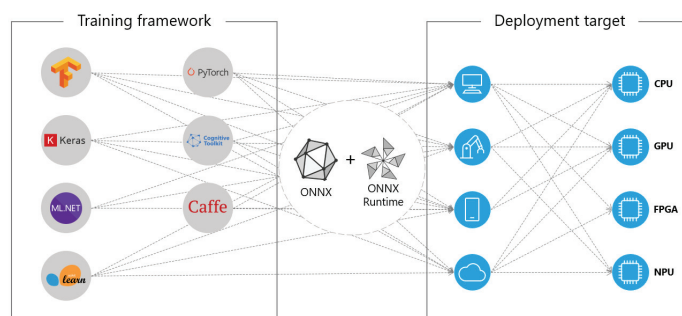 Training framework
Deployment target
PyTorch
CPU
K Keras
Cognitive
Toolkit
ONNX
+
ONNX
Runtime
GPU
ML.NET
Caffe
FPGA
learn
NPU